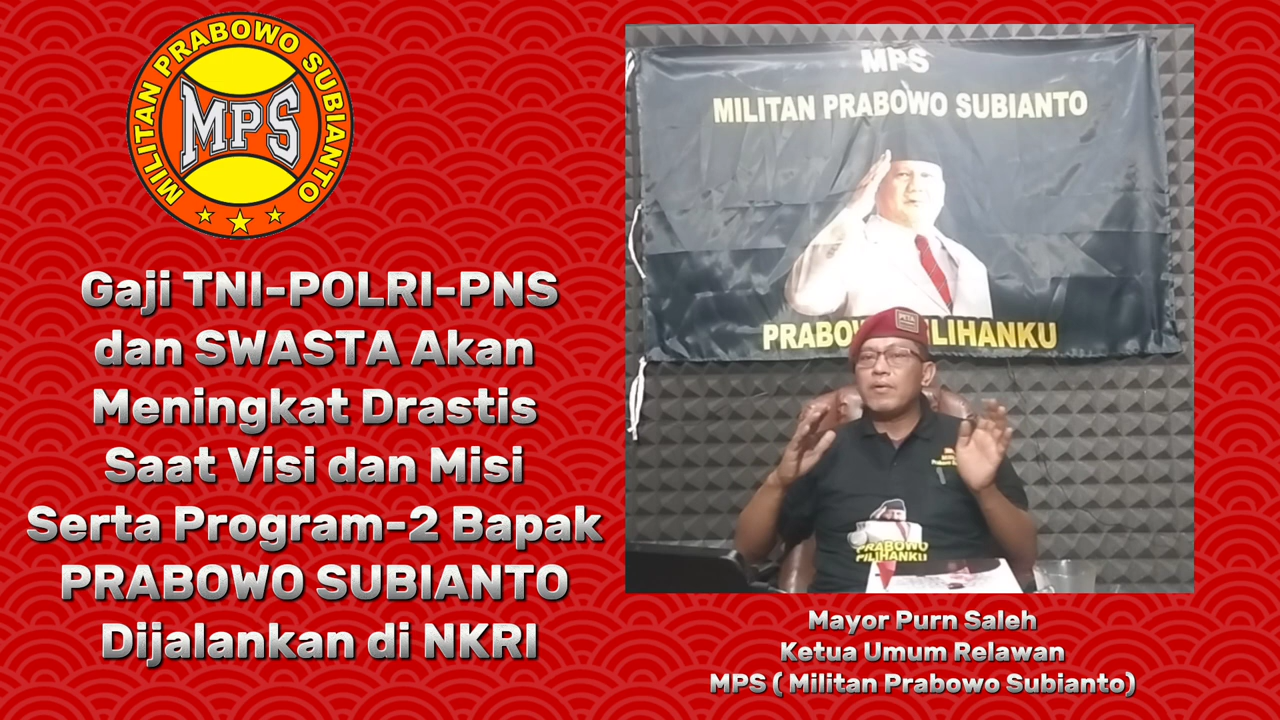 MILITAN PRABOWO SUBIANTO
MPS
Gaji TNI-POLRI-PNS
dan SWASTA Akan
Meningkat Drastis
Saat Visi dan Misi
Serta Program-2 Bapak
PRABOWO SUBIANTO
Dijalankan di NKRI
MPS
MILITAN PRABOWO SUBIANTO
PRABOW ILIHANKU
PETA
PRABOWO
PILIHANKU
Mayor Purn Saleh
Ketua Umum Relawan
MPS ( Militan Prabowo Subianto)